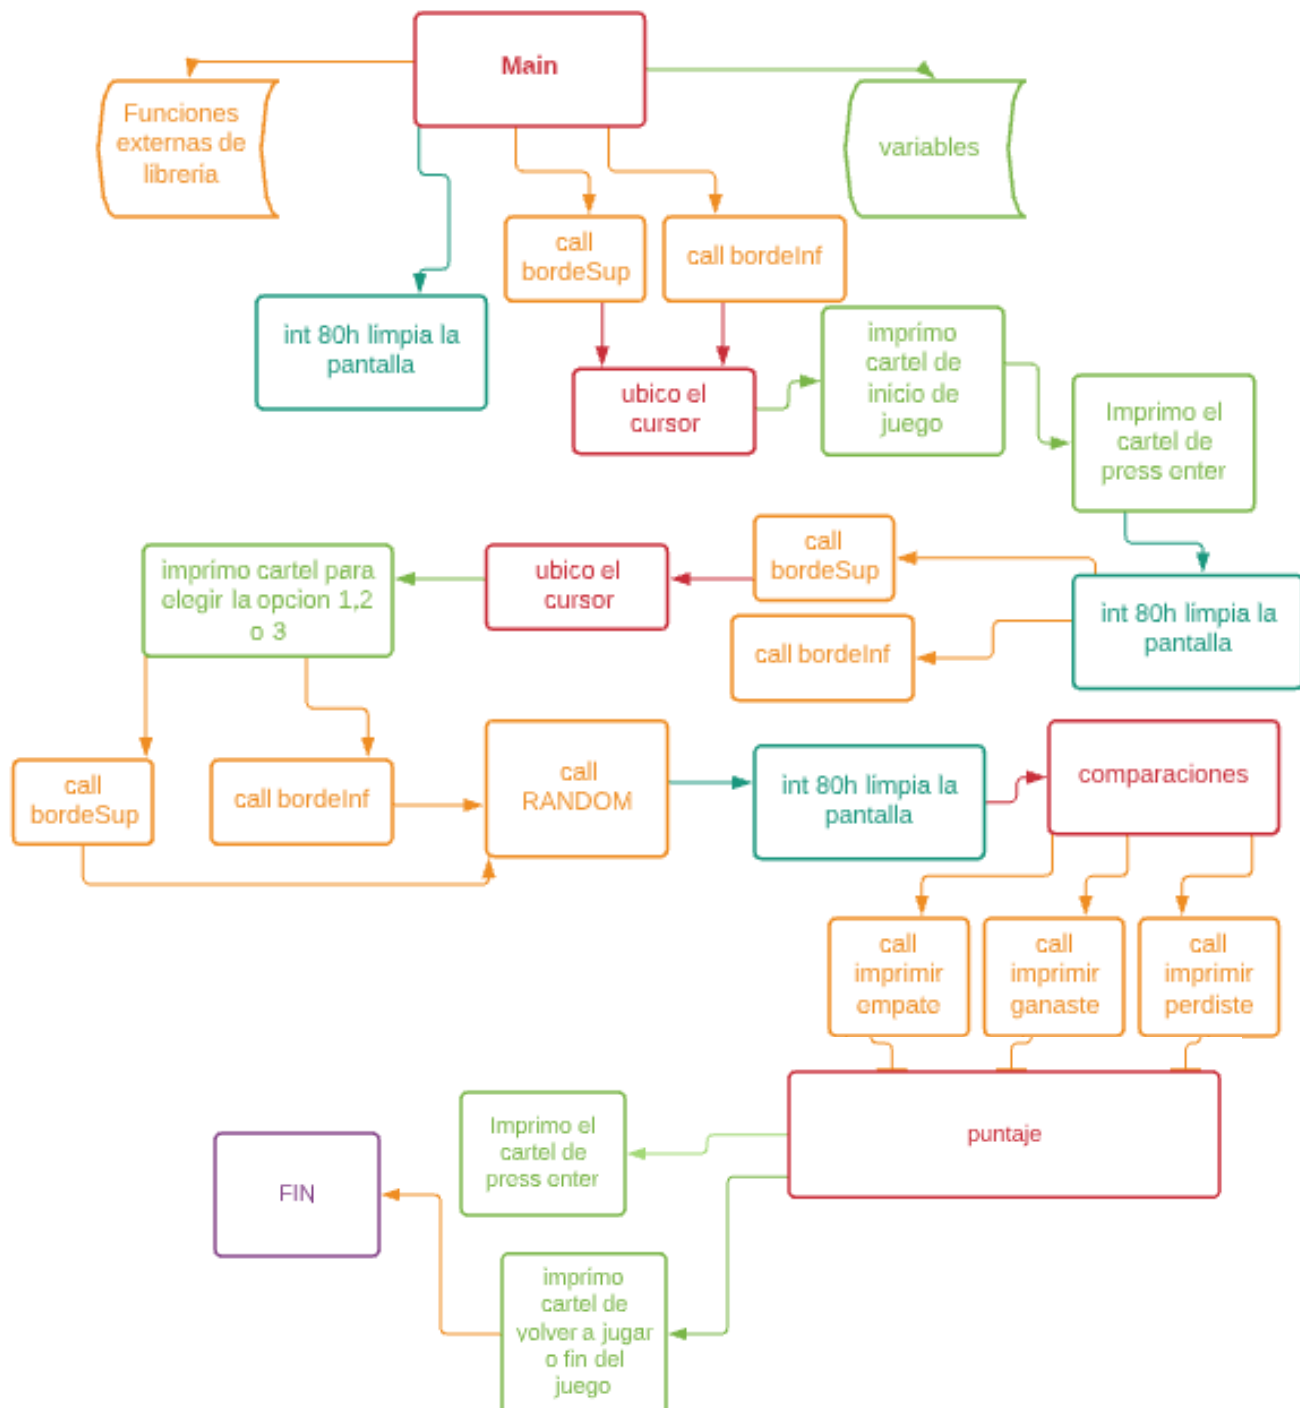 Main
Funciones
externas de
libreria
variables
call
bordeSup
call bordeInf
int 80h limpia la
pantalla
ubico el
cursor
imprimo
cartel de
inicio de
juego
Imprimo el
cartel de
press enter
call
bordeSup
ubico el
cursor
imprimo cartel para
elegir la opcion 1,2
o 3
int 80h limpia la
pantalla
call bordeInf
call
bordeSup
call bordeInf
call
RANDOM
int 80h limpia la
pantalla
comparaciones
call
imprimir
empate
call
imprimir
ganaste
call
imprimir
perdiste
puntaje
Imprimo el
cartel de
press enter
FIN
imprimo
cartel de
volver a jugar
o fin del
juego